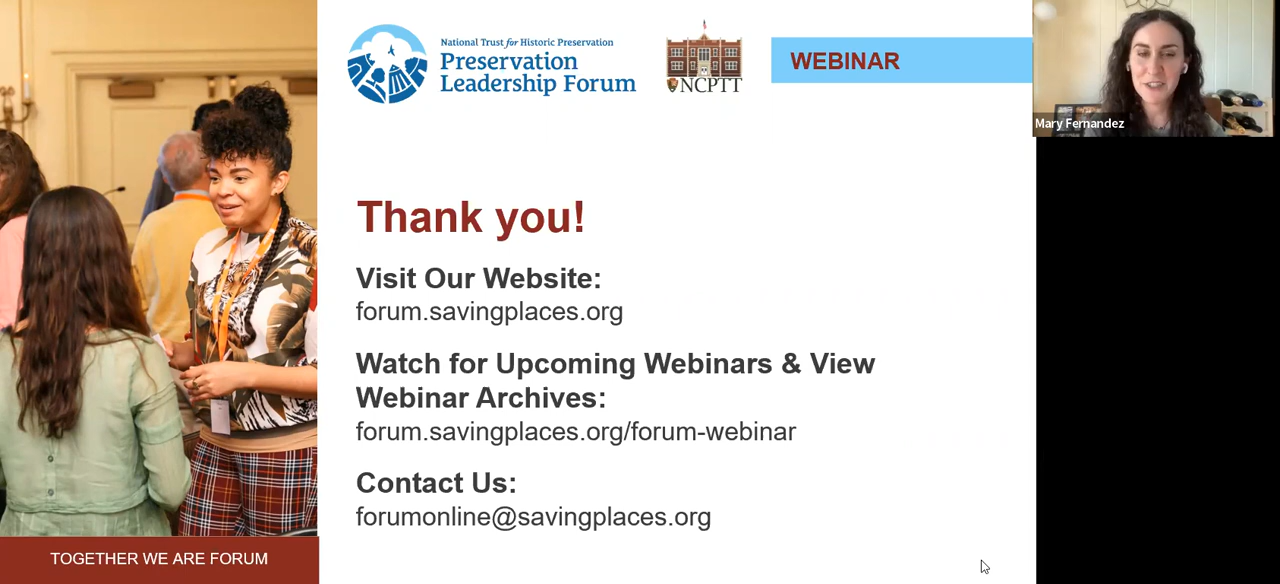 National Trust for Historic Preservation
Preservation
Leadership Forum
NCPTT
WEBINAR
Mary Fernandez
Thank you!
Visit Our Website:
forum.savingplaces.org
Watch for Upcoming Webinars & View
Webinar Archives:
forum.savingplaces.org/forum-webinar
Contact Us:
forumonline@savingplaces.org
TOGETHER WE ARE FORUM